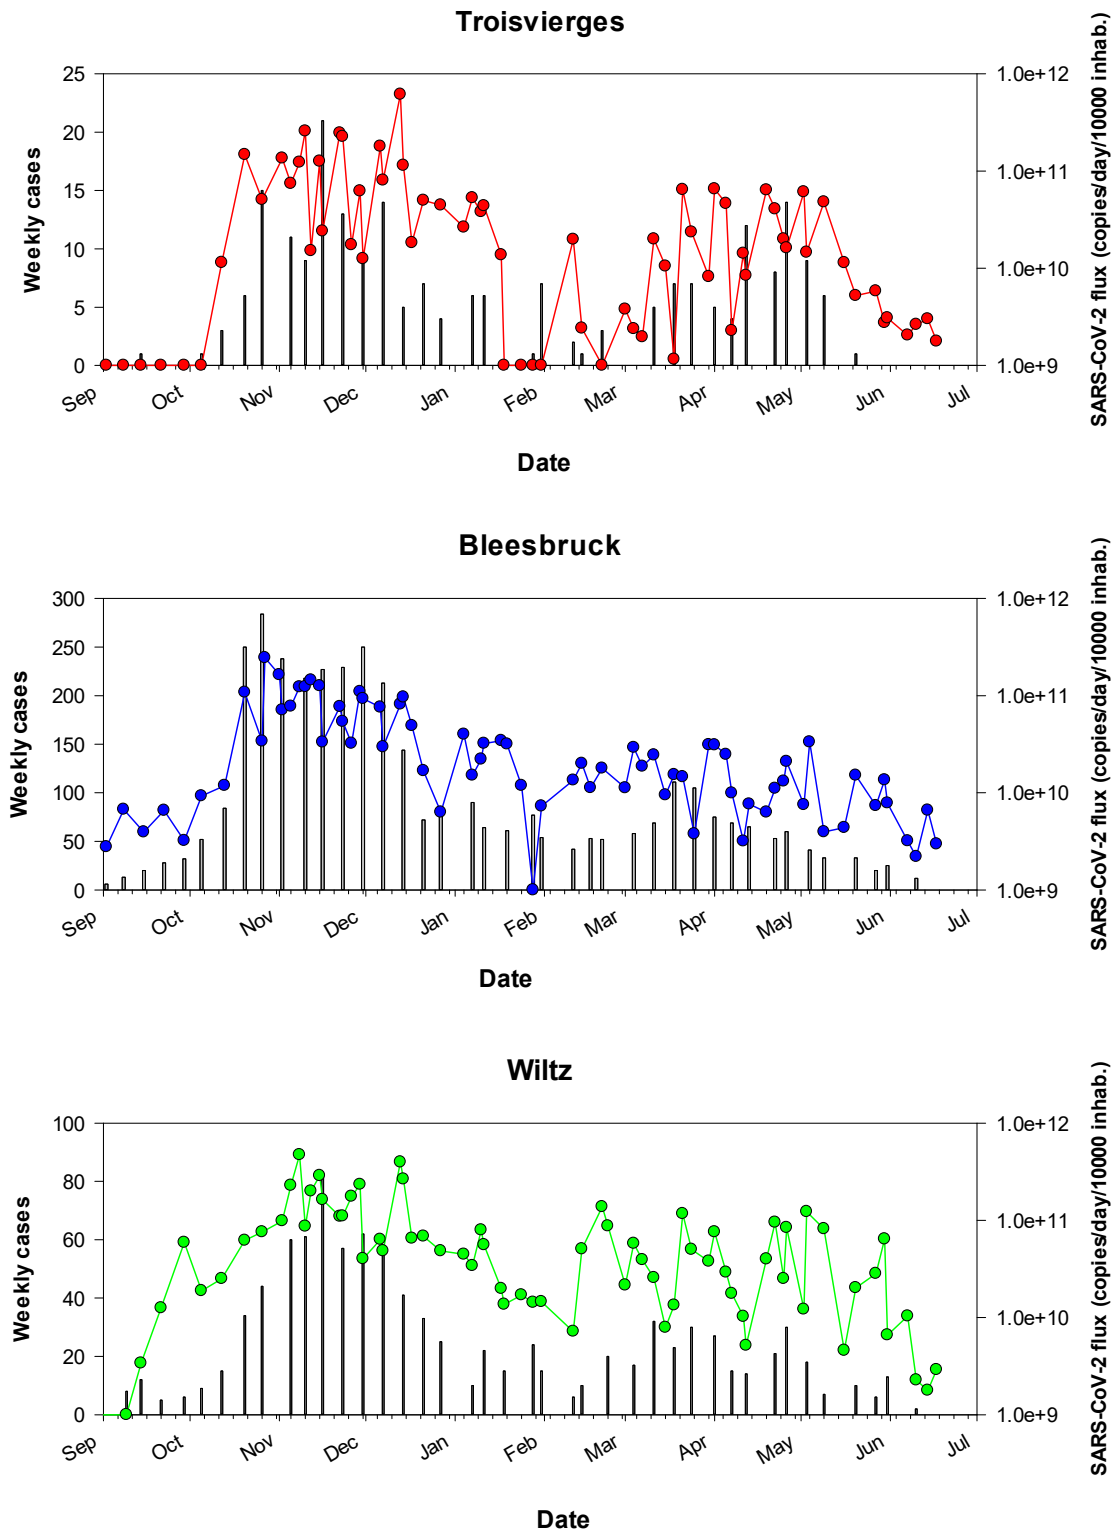 Troisvierges
25
20
15
10
5
0
Weekly cases
1.0e+12
1.0e+11
1.0e+10
1.0e+9
SARS-CoV-2 flux (copies/day/10000 inhab.)
Sep Oct Nov Dec Jan Feb Mar Apr May Jun Jul
Date
Bleesbruck
300
250
200
150
100
50
0
Weekly cases
1.0e+12
1.0e+11
1.0e+10
1.0e+9
SARS-CoV-2 flux (copies/day/10000 inhab.)
Sep Oct Nov Dec Jan Feb Mar Apr May Jun Jul
Date
Wiltz
100
80
60
40
20
0
Weekly cases
1.0e+12
1.0e+11
1.0e+10
1.0e+9
SARS-CoV-2 flux (copies/day/10000 inhab.)
Sep Oct Nov Dec Jan Feb Mar Apr May Jun Jul
Date